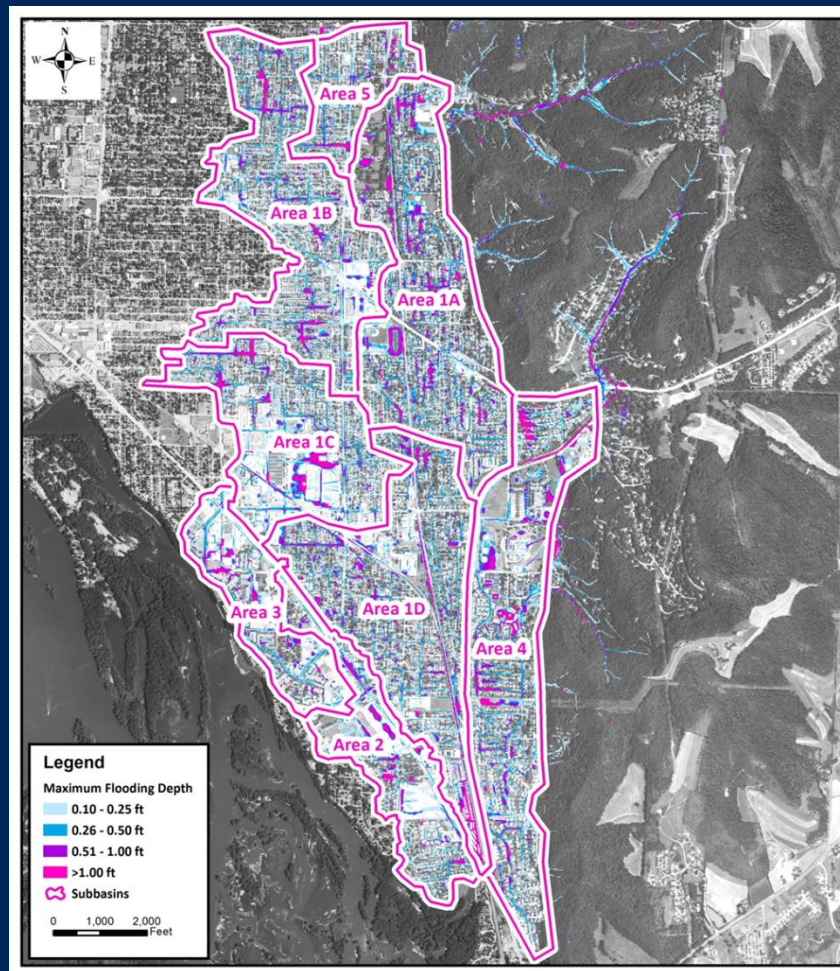 N
W E
S
Area 5
Area 1B
Area 1A
Area 1C
Area 3
Area 1D
Area 4
Area 2
Legend
Maximum Flooding Depth
0.10 - 0.25 ft
0.26 - 0.50 ft
0.51 - 1.00 ft
>1.00 ft
Subbasins
0 1,000 2,000
Feet